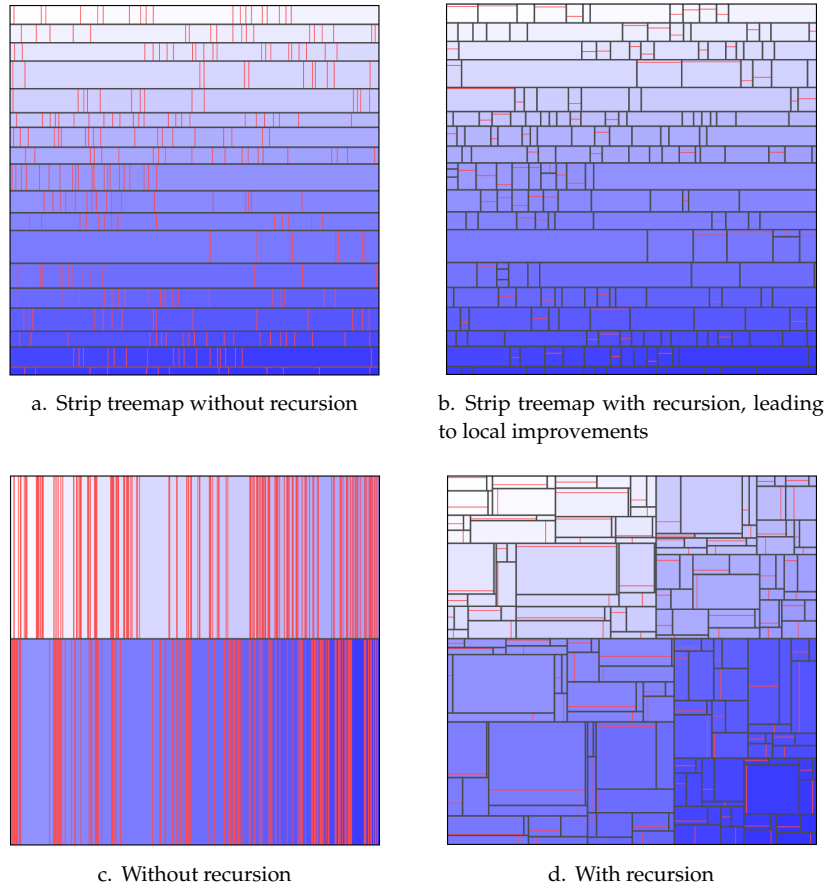 a. Strip treemap without recursion
b. Strip treemap with recursion, leading
to local improvements
c. Without recursion
d. With recursion